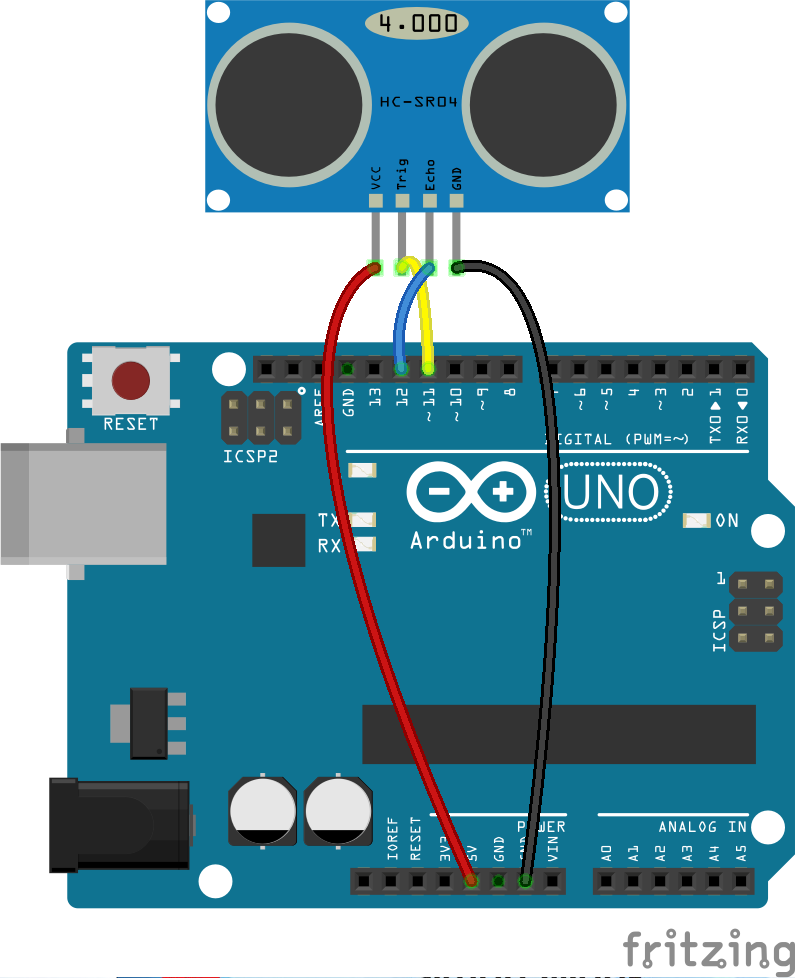 4.000
HC-SR04
VCC
Trig
Echo
GND
RESET
ICSP2
AREF
GND
13
12
~11
~10
~9
8
~6
~5
4
~3
2
TX0▶1
RX0◀0
DIGITAL (PWM=~)
TX
RX
Arduino™
UNO
ON
1
ICSP
POWER
ANALOG IN
IOREF
RESET
3V3
5V
GND
GND
VIN
A0
A1
A2
A3
A4
A5
fritzing